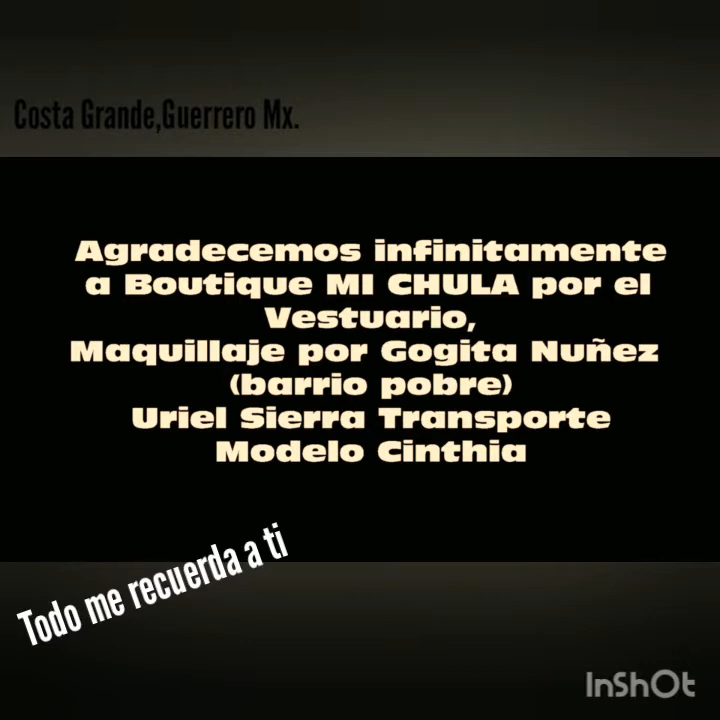 Costa Grande,Guerrero Mx.
Agradecemos infinitamente
a Boutique MI CHULA por el
Vestuario,
Maquillaje por Gogita Nuñez
(barrio pobre)
Uriel Sierra Transporte
Modelo Cinthia
Todo me recuerda a ti
InShOt